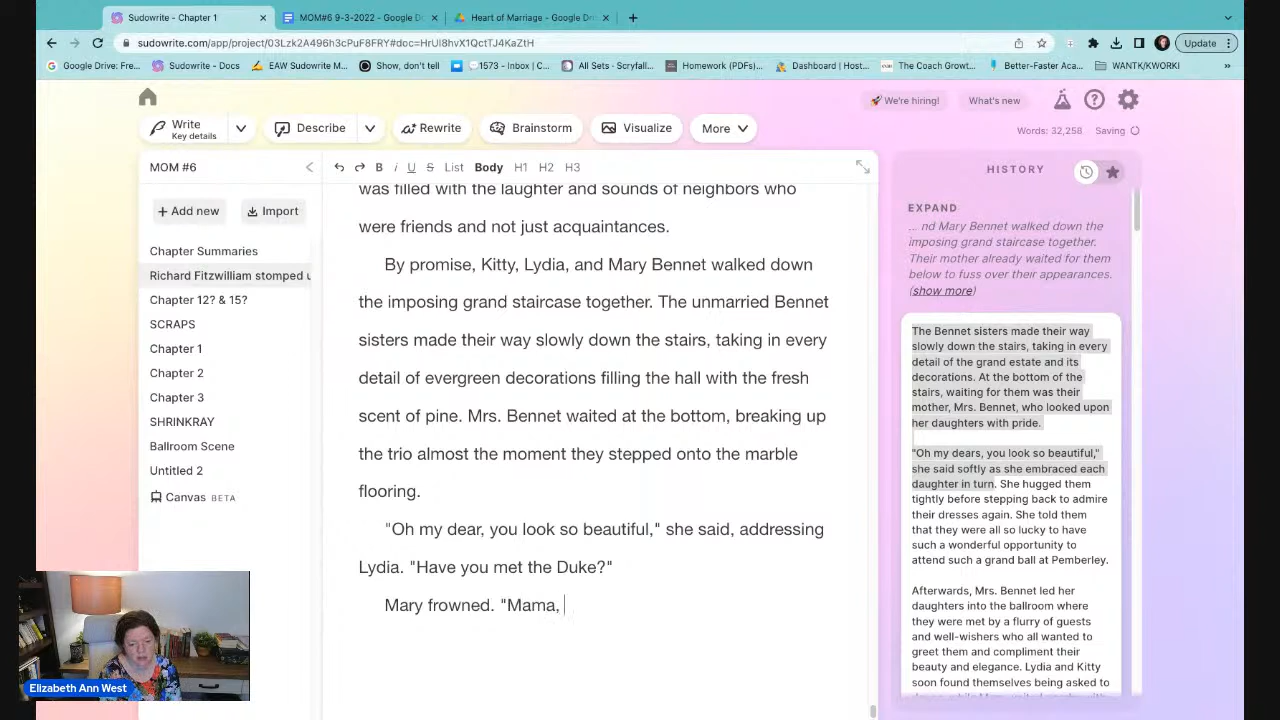 Sudowrite - Chapter 1
MOM#6 9-3-2022 - Google D
Heart of Marriage - Google Dri
sudowrite.com/app/project/03Lzk2A496h3cPuF8FRY#doc=HrUl8hvX1QctTJ4KaZtH
Update
Google Drive: Fre...
Sudowrite - Docs
EAW Sudowrite M...
Show, don't tell
1573 - Inbox | C...
All Sets · Scryfall...
Homework (PDFs)...
Dashboard | Host...
The Coach Growt...
Better-Faster Aca...
WANTK/KWORKI
»
We're hiring!
What's new
Write
Key details
Describe
Rewrite
Brainstorm
Visualize
More
Words: 32,258
Saving
MOM #6
B i U S List Body H1 H2 H3
HISTORY
Add new
Import
Chapter Summaries
Richard Fitzwilliam stomped u
Chapter 12? & 15?
SCRAPS
Chapter 1
Chapter 2
Chapter 3
SHRINKRAY
Ballroom Scene
Untitled 2
Canvas BETA
was filled with the laughter and sounds of neighbors who
were friends and not just acquaintances.
By promise, Kitty, Lydia, and Mary Bennet walked down
the imposing grand staircase together. The unmarried Bennet
sisters made their way slowly down the stairs, taking in every
detail of evergreen decorations filling the hall with the fresh
scent of pine. Mrs. Bennet waited at the bottom, breaking up
the trio almost the moment they stepped onto the marble
flooring.
"Oh my dear, you look so beautiful," she said, addressing
Lydia. "Have you met the Duke?"
Mary frowned. "Mama,
EXPAND
... nd Mary Bennet walked down the
imposing grand staircase together.
Their mother already waited for them
below to fuss over their appearances.
(show more)
The Bennet sisters made their way
slowly down the stairs, taking in every
detail of the grand estate and its
decorations. At the bottom of the
stairs, waiting for them was their
mother, Mrs. Bennet, who looked upon
her daughters with pride.
"Oh my dears, you look so beautiful,"
she said softly as she embraced each
daughter in turn. She hugged them
tightly before stepping back to admire
their dresses again. She told them
that they were all so lucky to have
such a wonderful opportunity to
attend such a grand ball at Pemberley.
Afterwards, Mrs. Bennet led her
daughters into the ballroom where
they were met by a flurry of guests
and well-wishers who all wanted to
greet them and compliment their
beauty and elegance. Lydia and Kitty
soon found themselves being asked to
Elizabeth Ann West